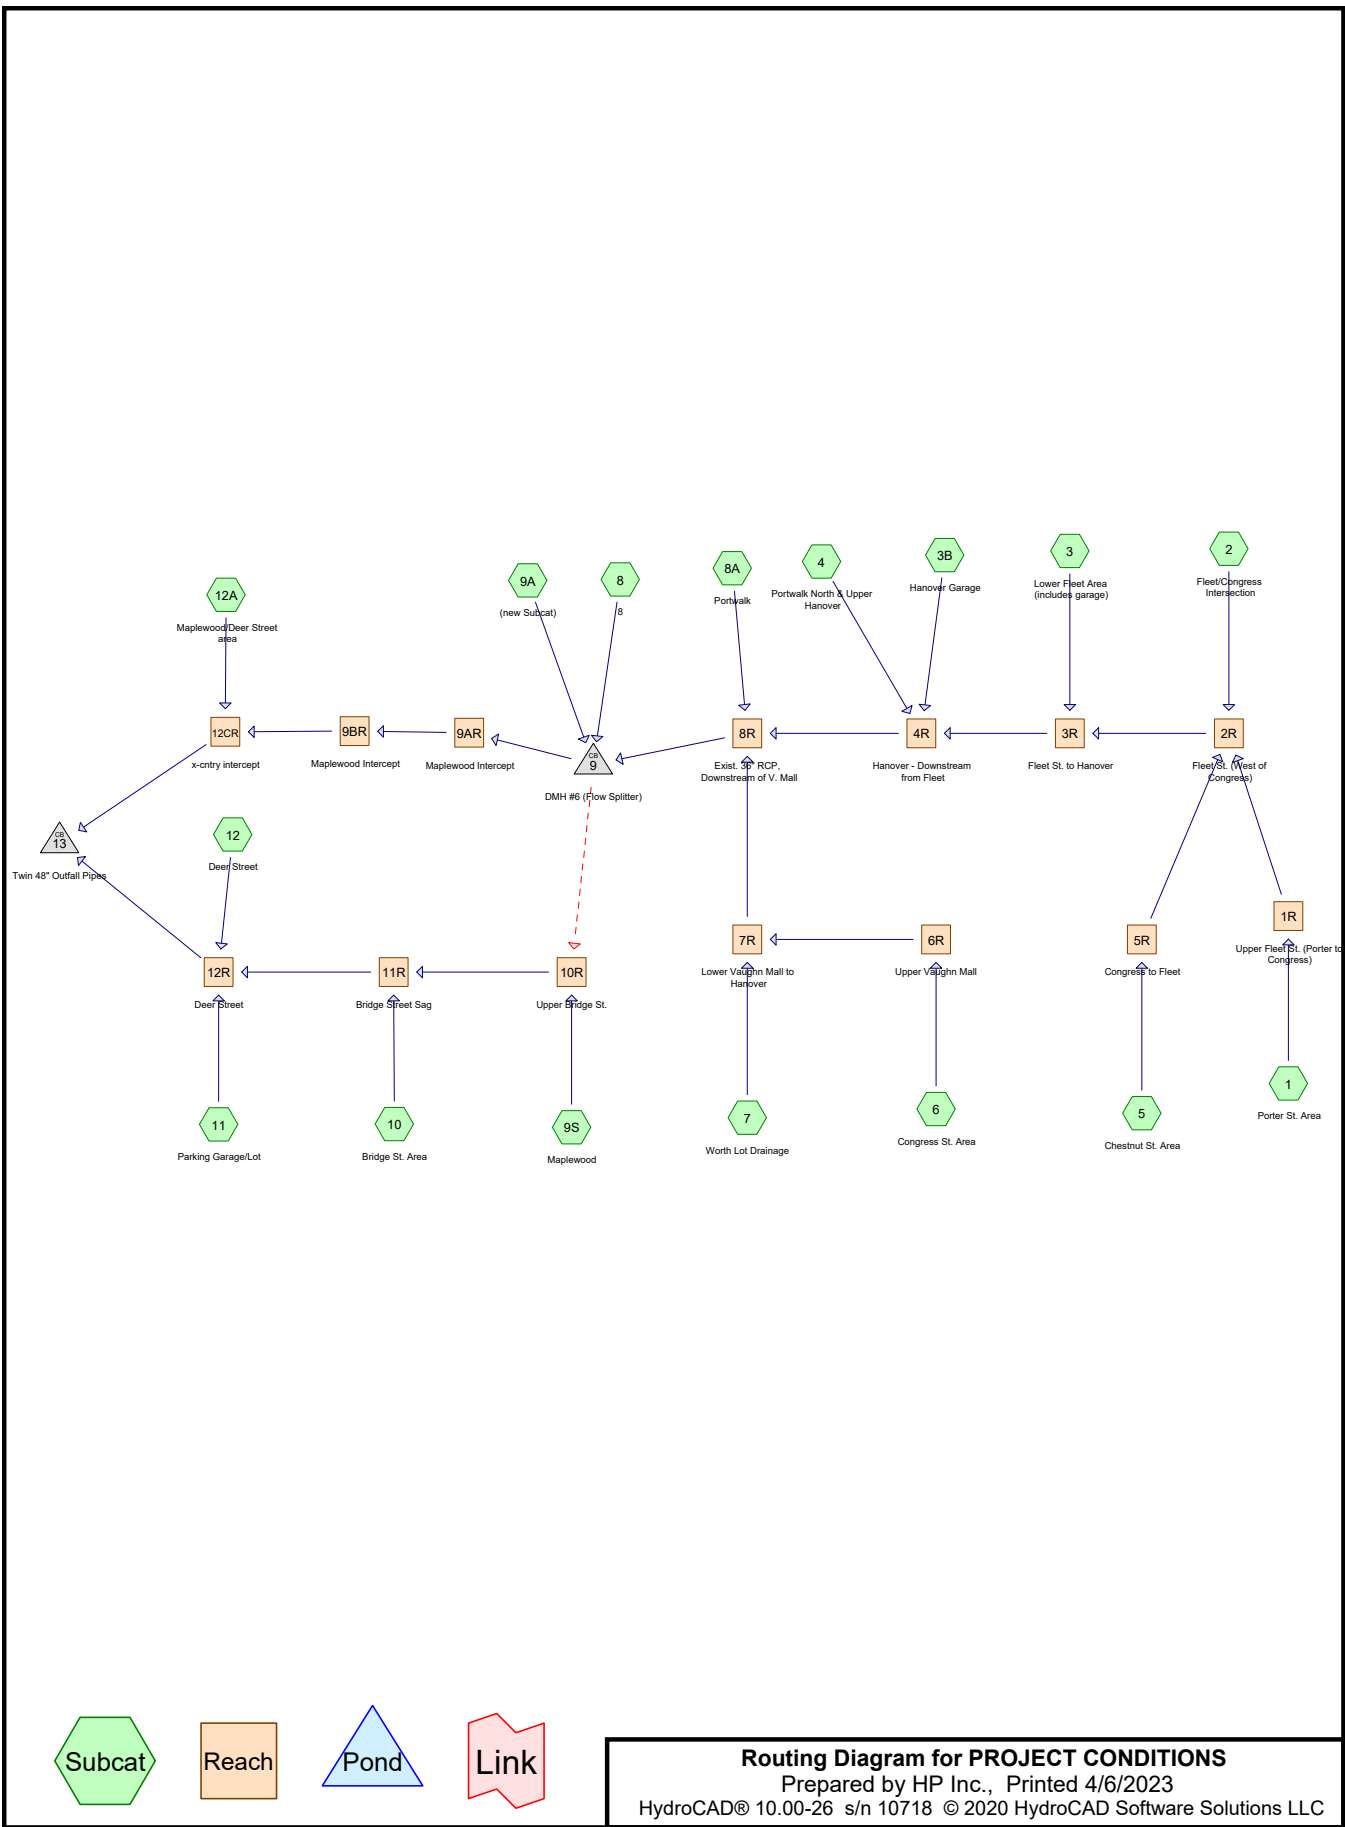 2
Fleet/Congress
Intersection
3
Lower Fleet Area
(includes garage)
3B
Hanover Garage
4
Portwalk North & Upper
Hanover
8A
Portwalk
8
8
9A
(new Subcat)
12A
Maplewood/Deer Street
area
12CR
x-cntry intercept
9BR
Maplewood Intercept
9AR
Maplewood Intercept
CB
9
DMH #6 (Flow Splitter)
8R
Exist. 36" RCP,
Downstream of V. Mall
4R
Hanover - Downstream
from Fleet
3R
Fleet St. to Hanover
2R
Fleet St. (West of
Congress)
CB
13
Twin 48" Outfall Pipes
12
Deer Street
12R
Deer Street
11R
Bridge Street Sag
10R
Upper Bridge St.
7R
Lower Vaughn Mall to
Hanover
6R
Upper Vaughn Mall
5R
Congress to Fleet
1R
Upper Fleet St. (Porter to
Congress)
11
Parking Garage/Lot
10
Bridge St. Area
9S
Maplewood
7
Worth Lot Drainage
6
Congress St. Area
5
Chestnut St. Area
1
Porter St. Area
Subcat
Reach
Pond
Link
Routing Diagram for PROJECT CONDITIONS
Prepared by HP Inc., Printed 4/6/2023
HydroCAD® 10.00-26 s/n 10718 © 2020 HydroCAD Software Solutions LLC